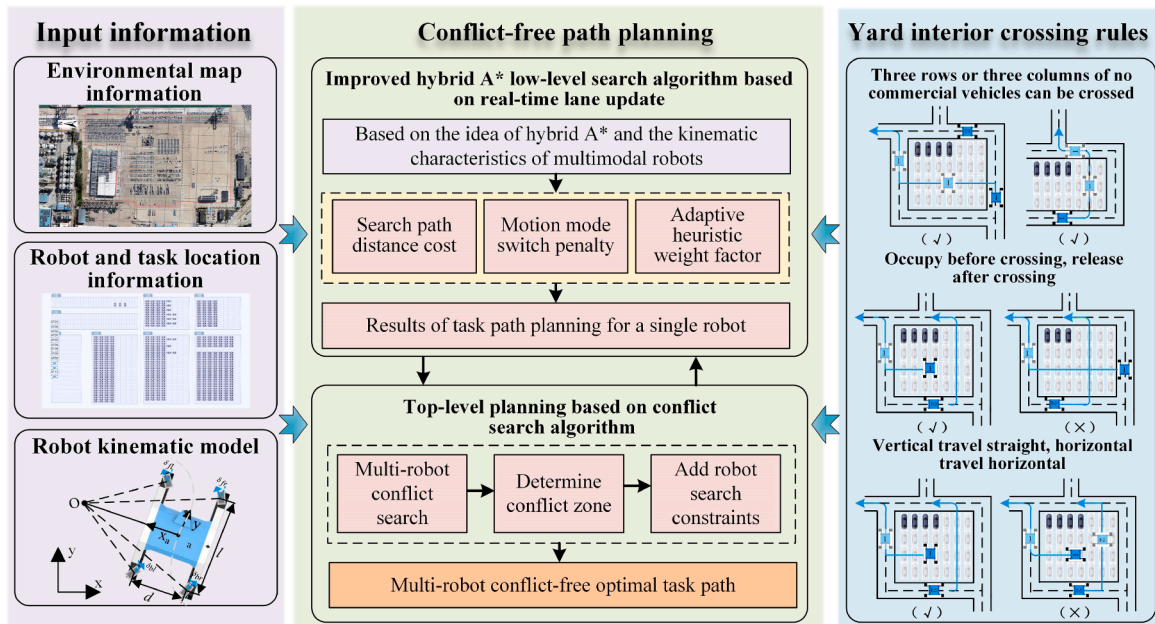 Input information
Environmental map
information
Robot and task location
information
Robot kinematic model
O
y
x
y
x_a
a
d
l
δ_fl
δ_fr
δ_bl
Conflict-free path planning
Improved hybrid A* low-level search algorithm based
on real-time lane update
Based on the idea of hybrid A* and the kinematic
characteristics of multimodal robots
Search path
distance cost
Motion mode
switch penalty
Adaptive
heuristic
weight factor
Results of task path planning for a single robot
Top-level planning based on conflict
search algorithm
Multi-robot
conflict
search
Determine
conflict zone
Add robot
search
constraints
Multi-robot conflict-free optimal task path
Yard interior crossing rules
Three rows or three columns of no
commercial vehicles can be crossed
(√)
(√)
Occupy before crossing, release
after crossing
(√)
(×)
Vertical travel straight, horizontal
travel horizontal
(√)
(×)